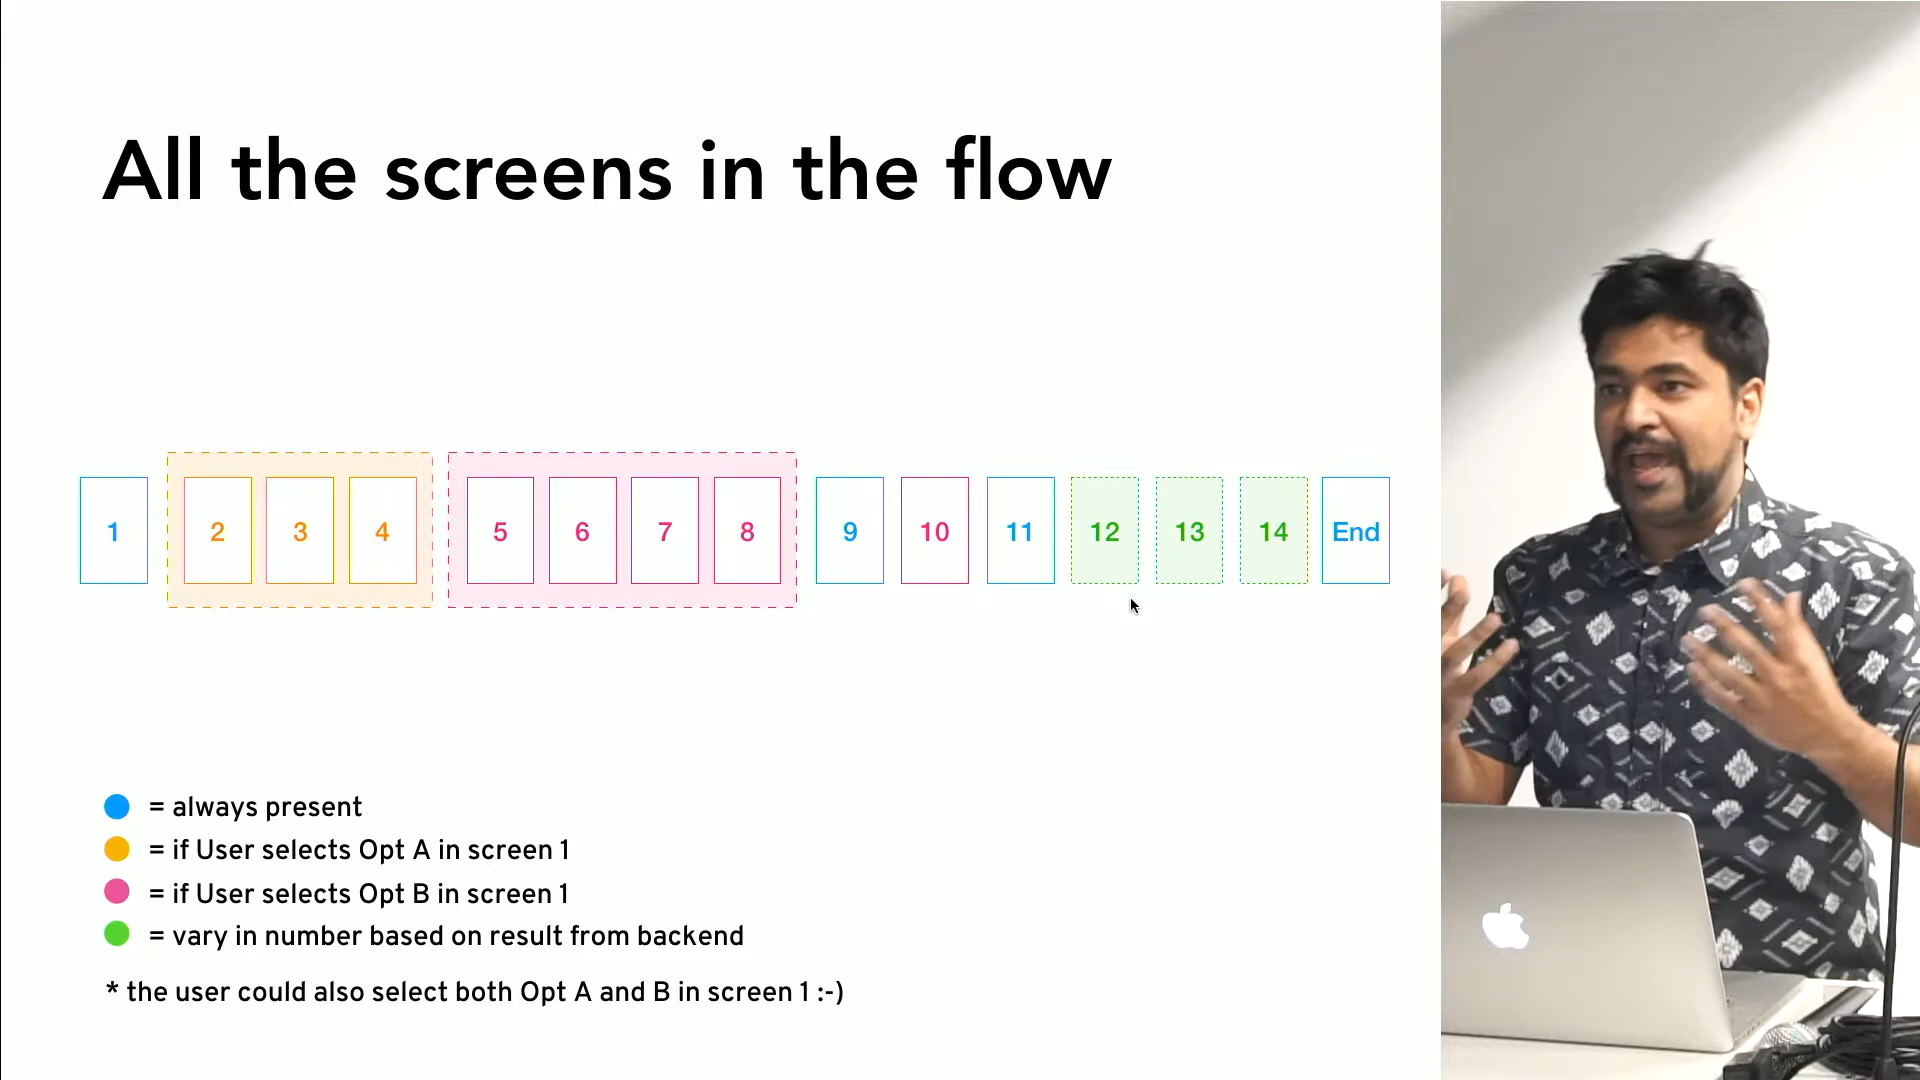 All the screens in the flow
1 2 3 4 5 6 7 8 9 10 11 12 13 14 End
= always present
= if User selects Opt A in screen 1
= if User selects Opt B in screen 1
= vary in number based on result from backend
* the user could also select both Opt A and B in screen 1 :-)